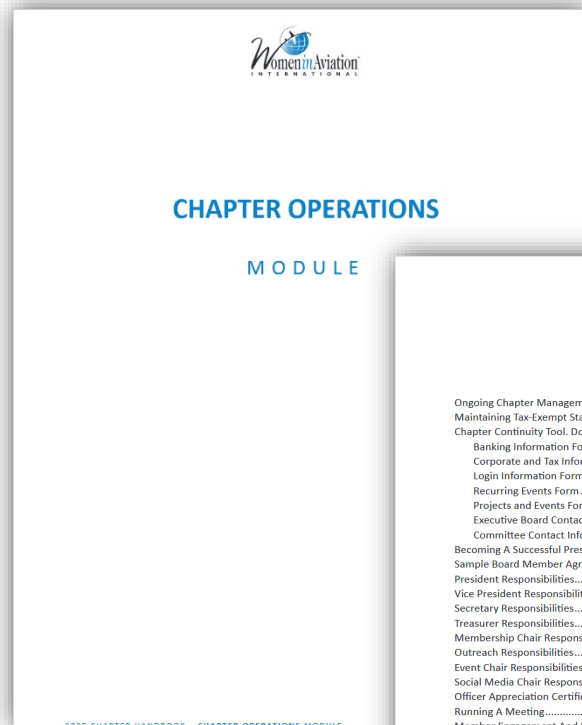 Women in Aviation
INTERNATIONAL
CHAPTER OPERATIONS
MODULE
Ongoing Chapter Managem
Maintaining Tax-Exempt Sta
Chapter Continuity Tool. Do
Banking Information Fo
Corporate and Tax Infor
Login Information Form
Recurring Events Form.
Projects and Events For
Executive Board Contac
Committee Contact Info
Becoming A Successful Pres
Sample Board Member Agr
President Responsibilities...
Vice President Responsibilit
Secretary Responsibilities...
Treasurer Responsibilities...
Membership Chair Respons
Outreach Responsibilities...
Event Chair Responsibilities
Social Media Chair Respons
Officer Appreciation Certifi
Running A Meeting............
CHAPTER HANDBOOK CHAPTER OPERATIONS MODULE
Member Engagement And